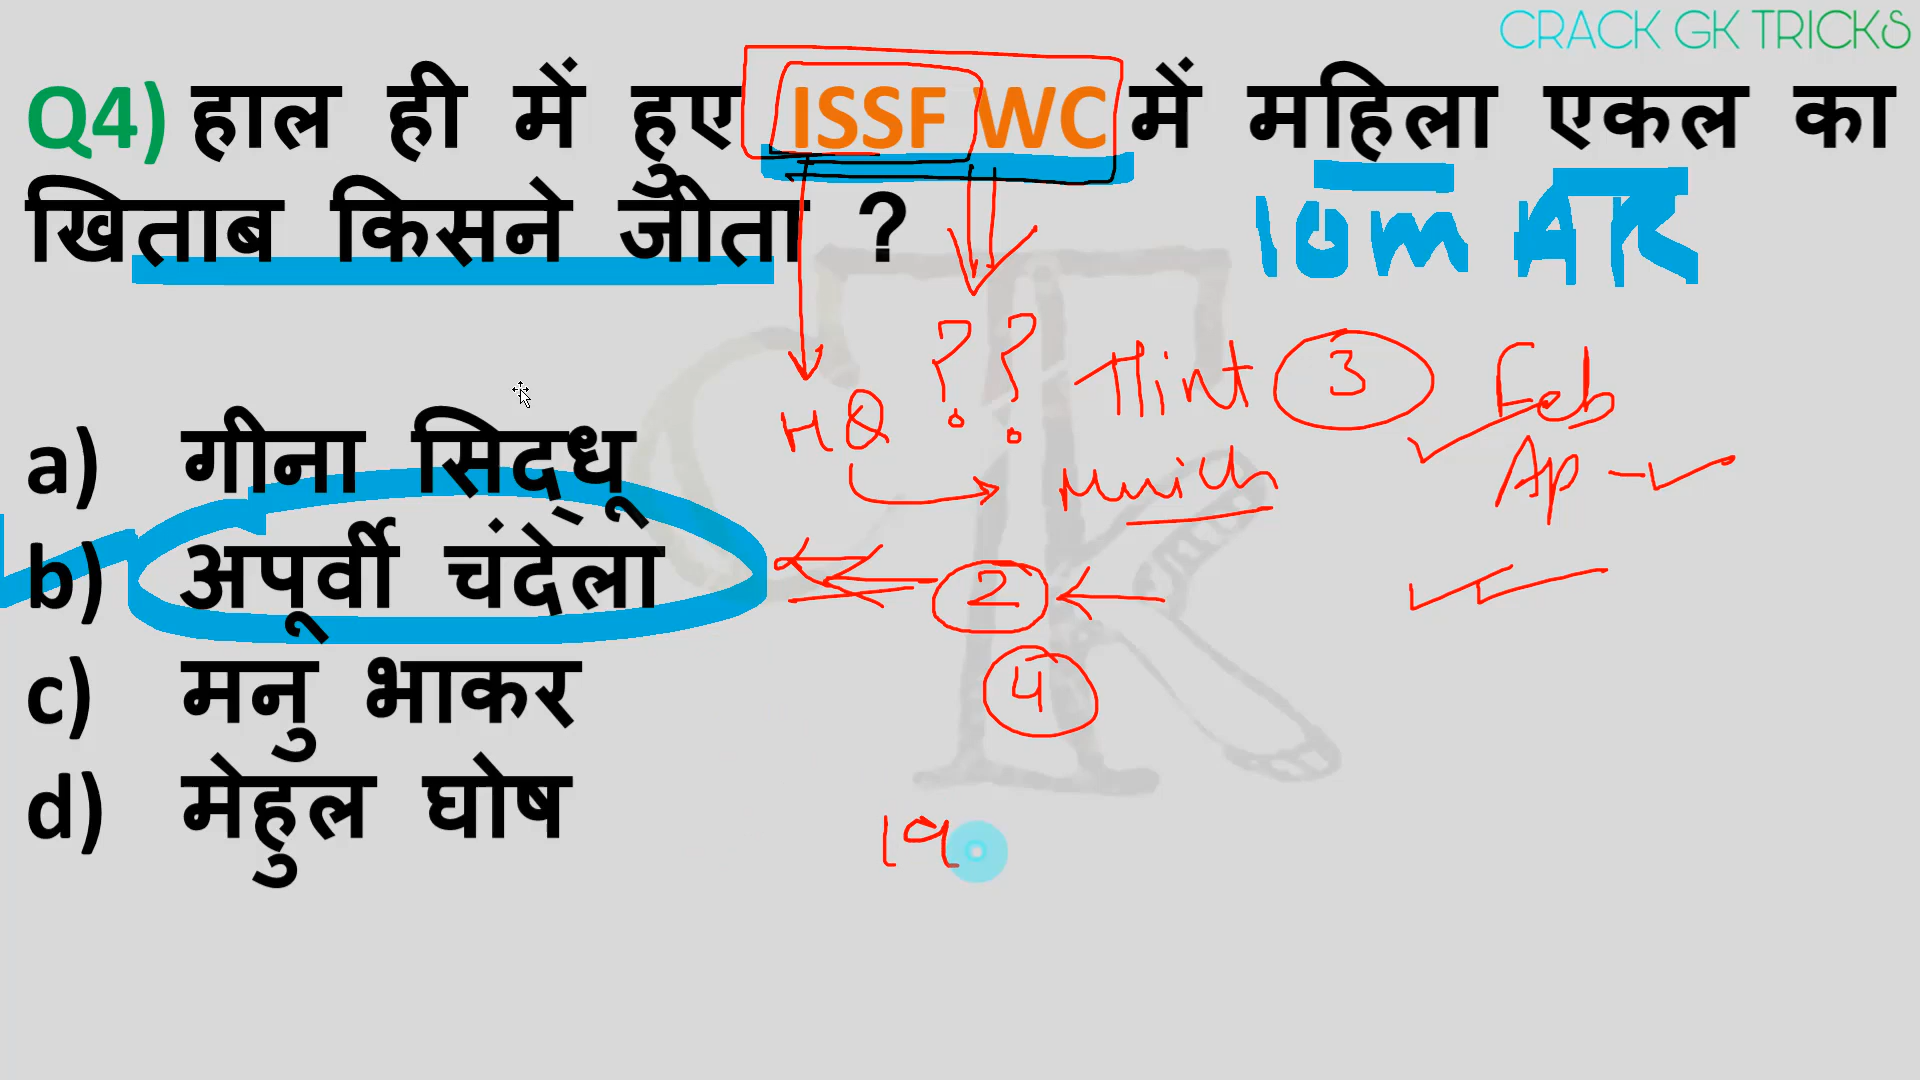 CRACK GK TRICKS
Q4) हाल ही में हुए ISSF WC में महिला एकल का
खिताब किसने जीता ?
10m AR
? ?
Hint 3 Feb
HQ
Munich
Ap
a) गीना सिद्धू
b) अपूर्वी चंदेला
2
c) मनु भाकर
4
d) मेहुल घोष
19